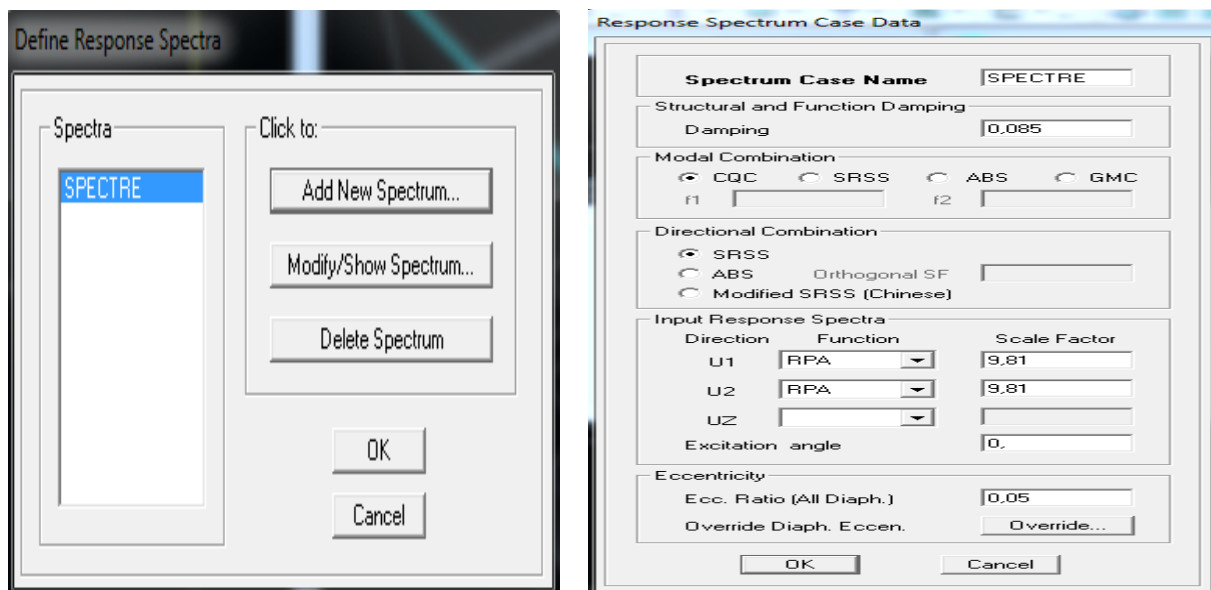 Define Response Spectra
Spectra
SPECTRE
Click to:
Add New Spectrum...
Modify/Show Spectrum...
Delete Spectrum
OK
Cancel
Response Spectrum Case Data
Spectrum Case Name SPECTRE
Structural and Function Damping
Damping 0,085
Modal Combination
CQC SRSS ABS GMC
f1 f2
Directional Combination
SRSS
ABS Orthogonal SF
Modified SRSS (Chinese)
Input Response Spectra
Direction Function Scale Factor
U1 RPA 9,81
U2 RPA 9,81
UZ
Excitation angle 0,
Eccentricity
Ecc. Ratio (All Diaph.) 0,05
Override Diaph. Eccen. Override...
OK Cancel